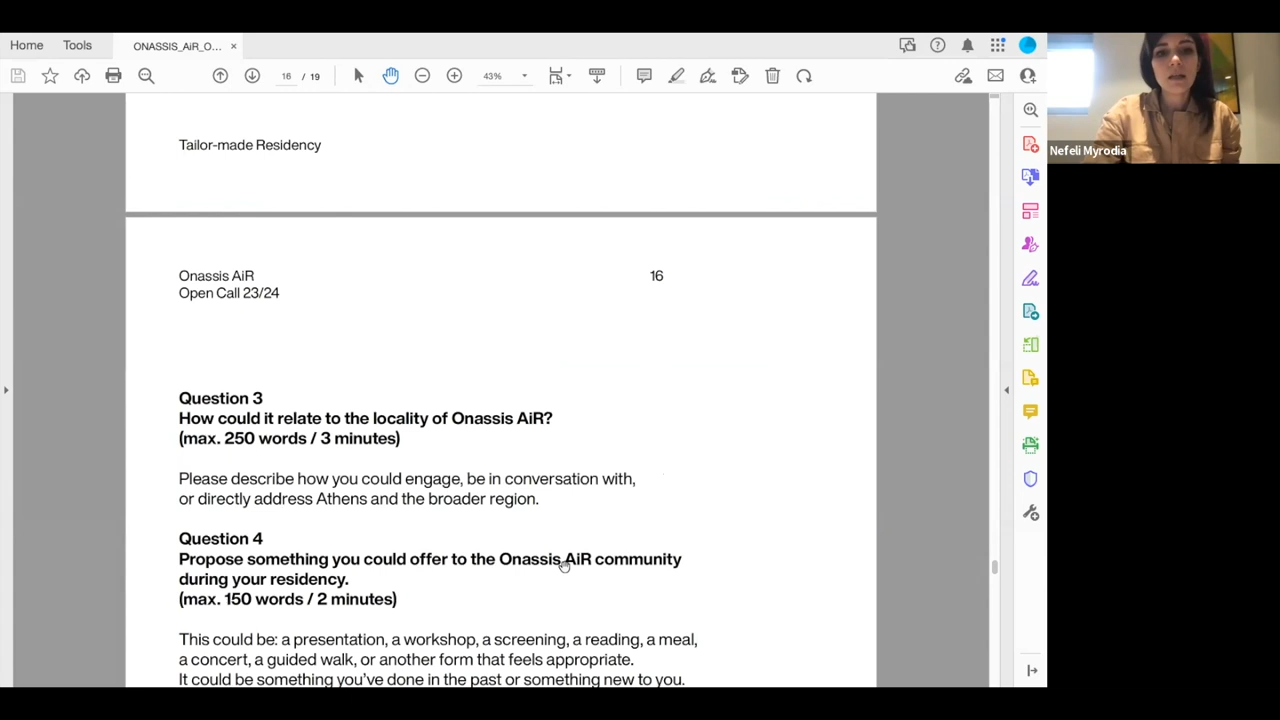 Home
Tools
ONASSIS_AiR_O...
16 / 19
43%
Tailor-made Residency
Onassis AiR
Open Call 23/24
16
Question 3
How could it relate to the locality of Onassis AiR?
(max. 250 words / 3 minutes)
Please describe how you could engage, be in conversation with,
or directly address Athens and the broader region.
Question 4
Propose something you could offer to the Onassis AiR community
during your residency.
(max. 150 words / 2 minutes)
This could be: a presentation, a workshop, a screening, a reading, a meal,
a concert, a guided walk, or another form that feels appropriate.
It could be something you've done in the past or something new to you.
Nefeli Myrodia